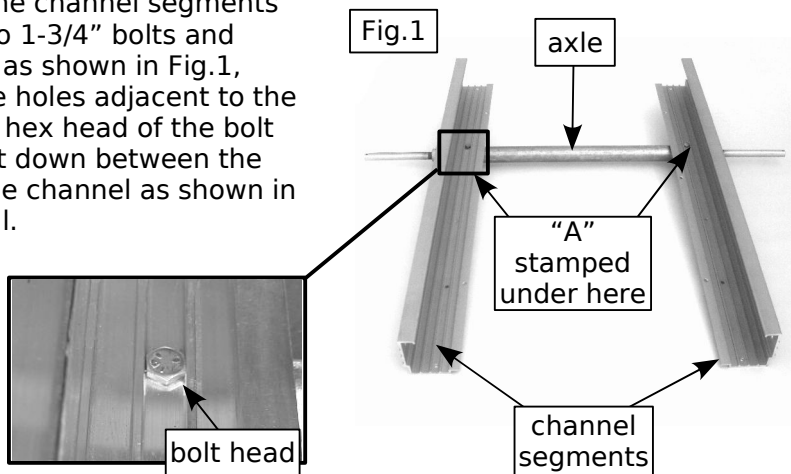 ne channel segments
o 1-3/4” bolts and
as shown in Fig.1,
e holes adjacent to the
hex head of the bolt
t down between the
e channel as shown in
l.
Fig.1
axle
“A”
stamped
under here
bolt head
channel
segments